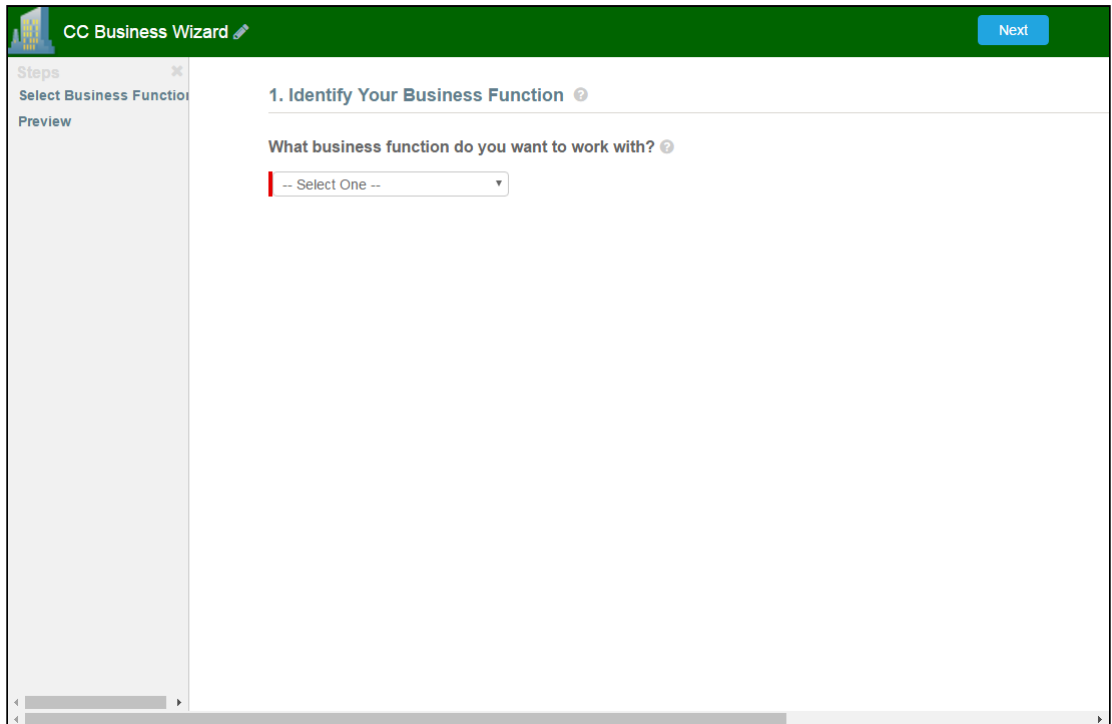 CC Business Wizard
Next
Steps
Select Business Function
Preview
1. Identify Your Business Function
What business function do you want to work with?
-- Select One --